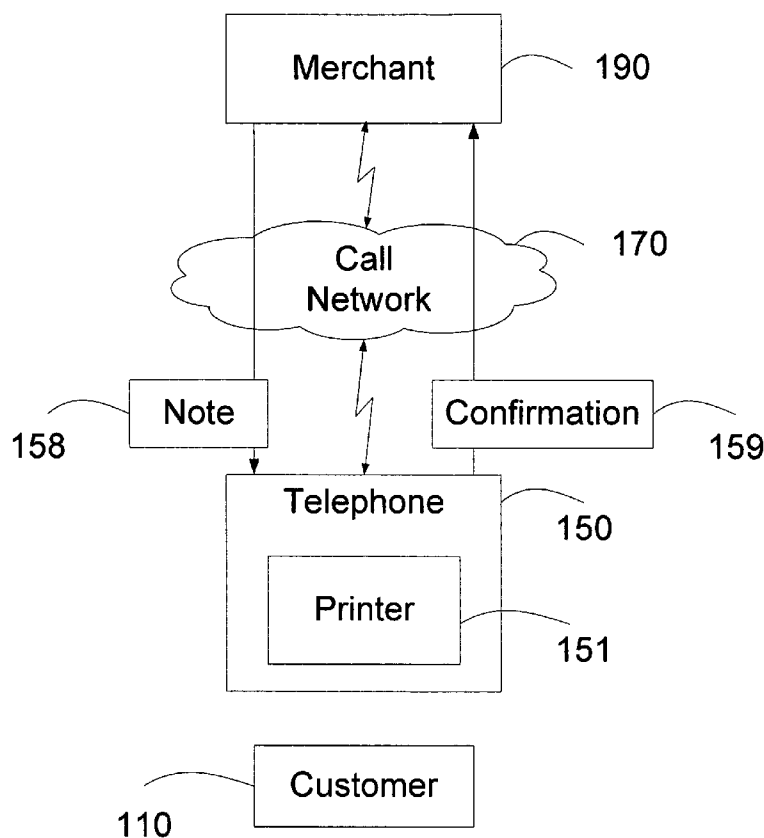 Merchant
190
Call
Network
170
Note
158
Confirmation
159
Telephone
150
Printer
151
Customer
110